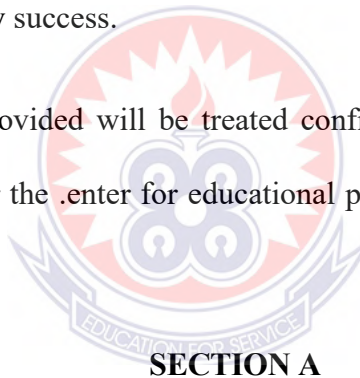 y success.
ovided will be treated confi
the .enter for educational p
EDUCATION FOR SERVICE
SECTION A